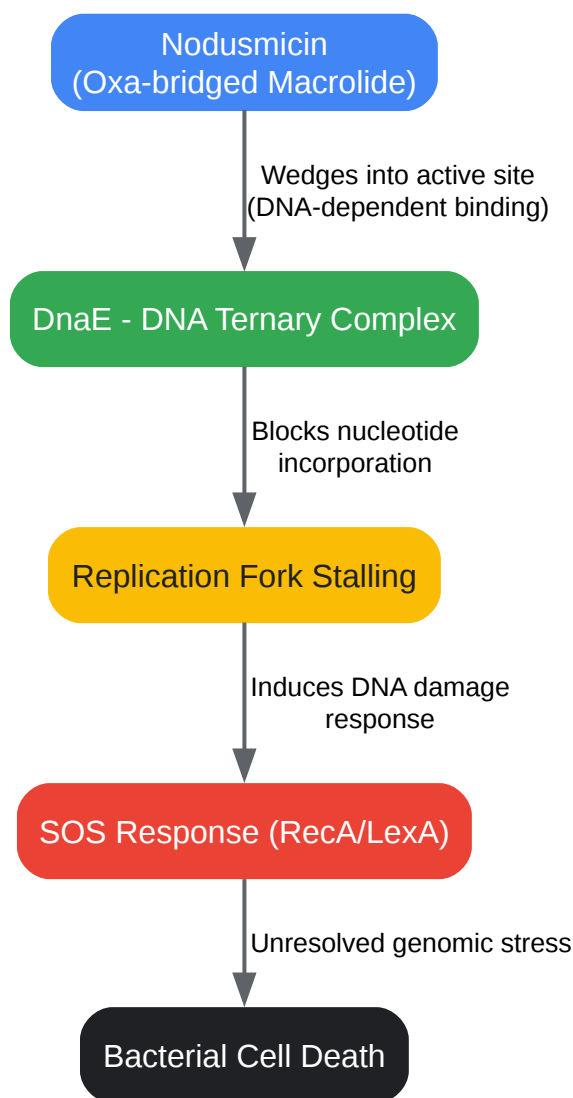 Nodusmicin
(Oxa-bridged Macrolide)
Wedges into active site
(DNA-dependent binding)
DnaE - DNA Ternary Complex
Blocks nucleotide
incorporation
Replication Fork Stalling
Induces DNA damage
response
SOS Response (RecA/LexA)
Unresolved genomic stress
Bacterial Cell Death